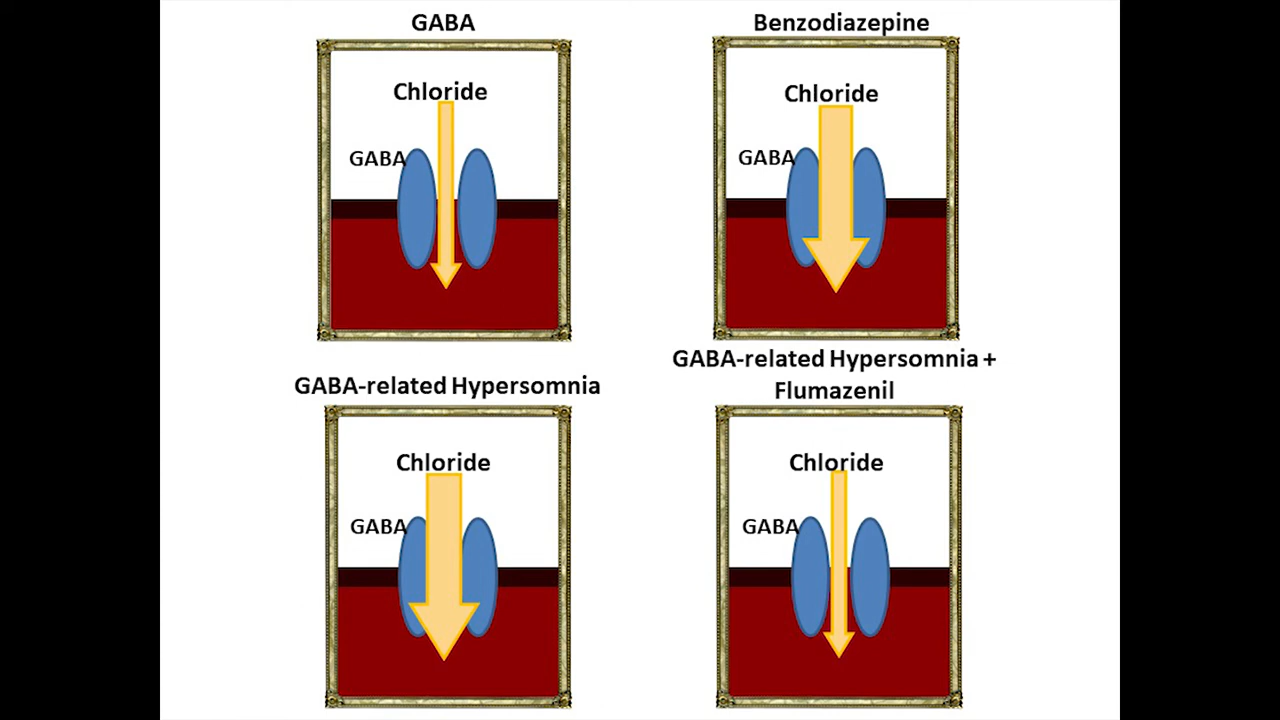 GABA
Chloride
GABA
Benzodiazepine
Chloride
GABA
GABA-related Hypersomnia
Chloride
GABA
GABA-related Hypersomnia +
Flumazenil
Chloride
GABA